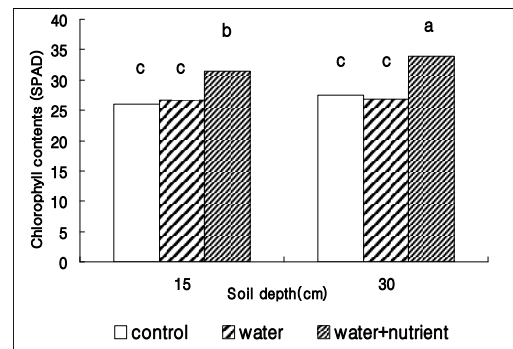 Chlorophyll contents (SPAD)
40
35
30
25
20
15
10
5
0
c c b
c c a
15 30
Soil depth(cm)
control water water+nutrient